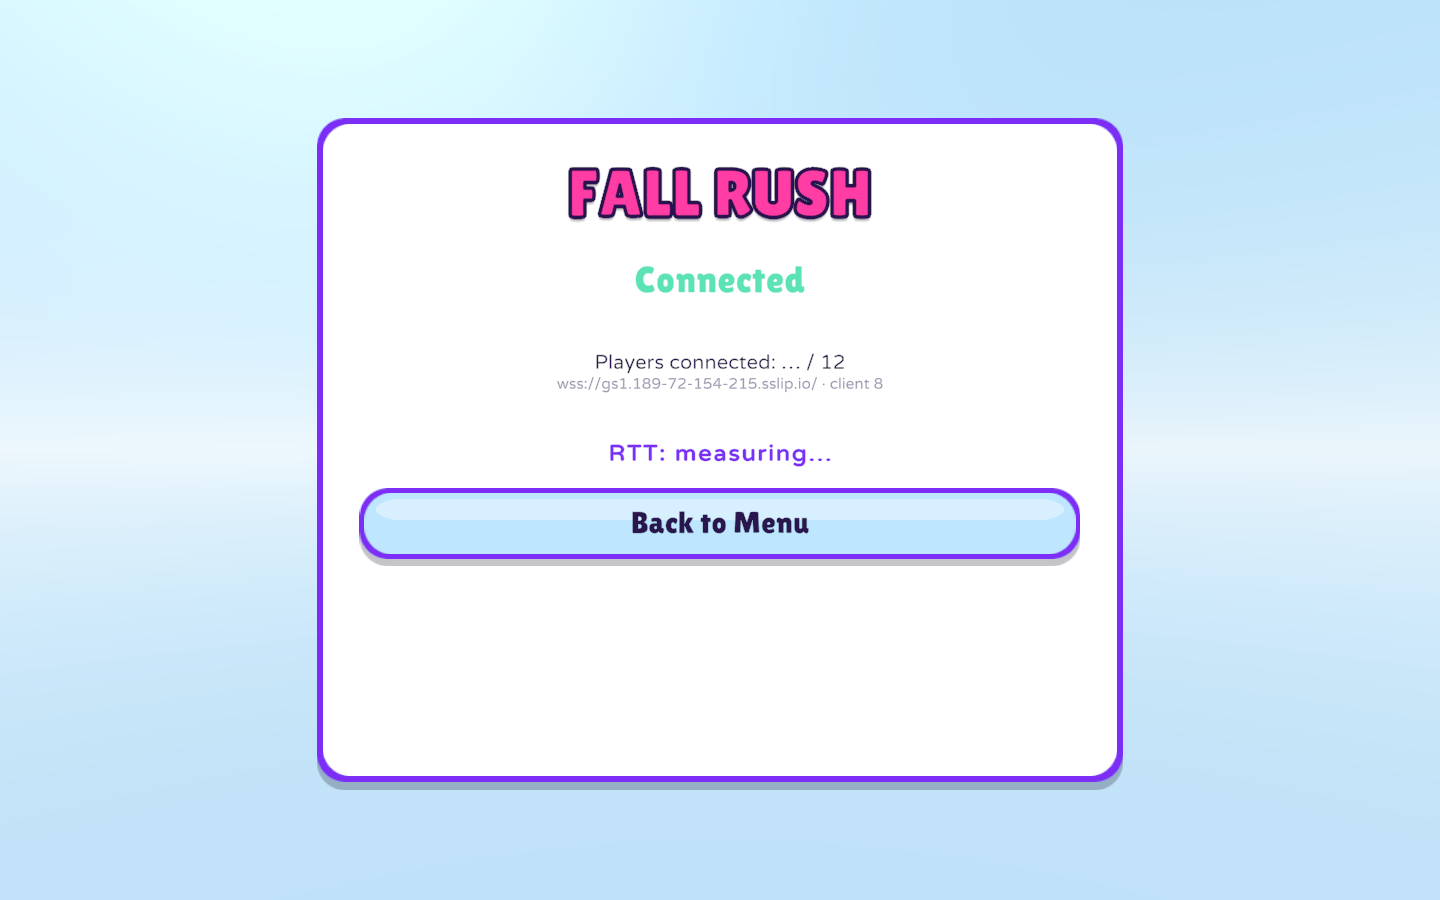 FALL RUSH
Connected
Players connected: ... / 12
wss://gs1.189-72-154-215.sslip.io/ · client 8
RTT: measuring...
Back to Menu